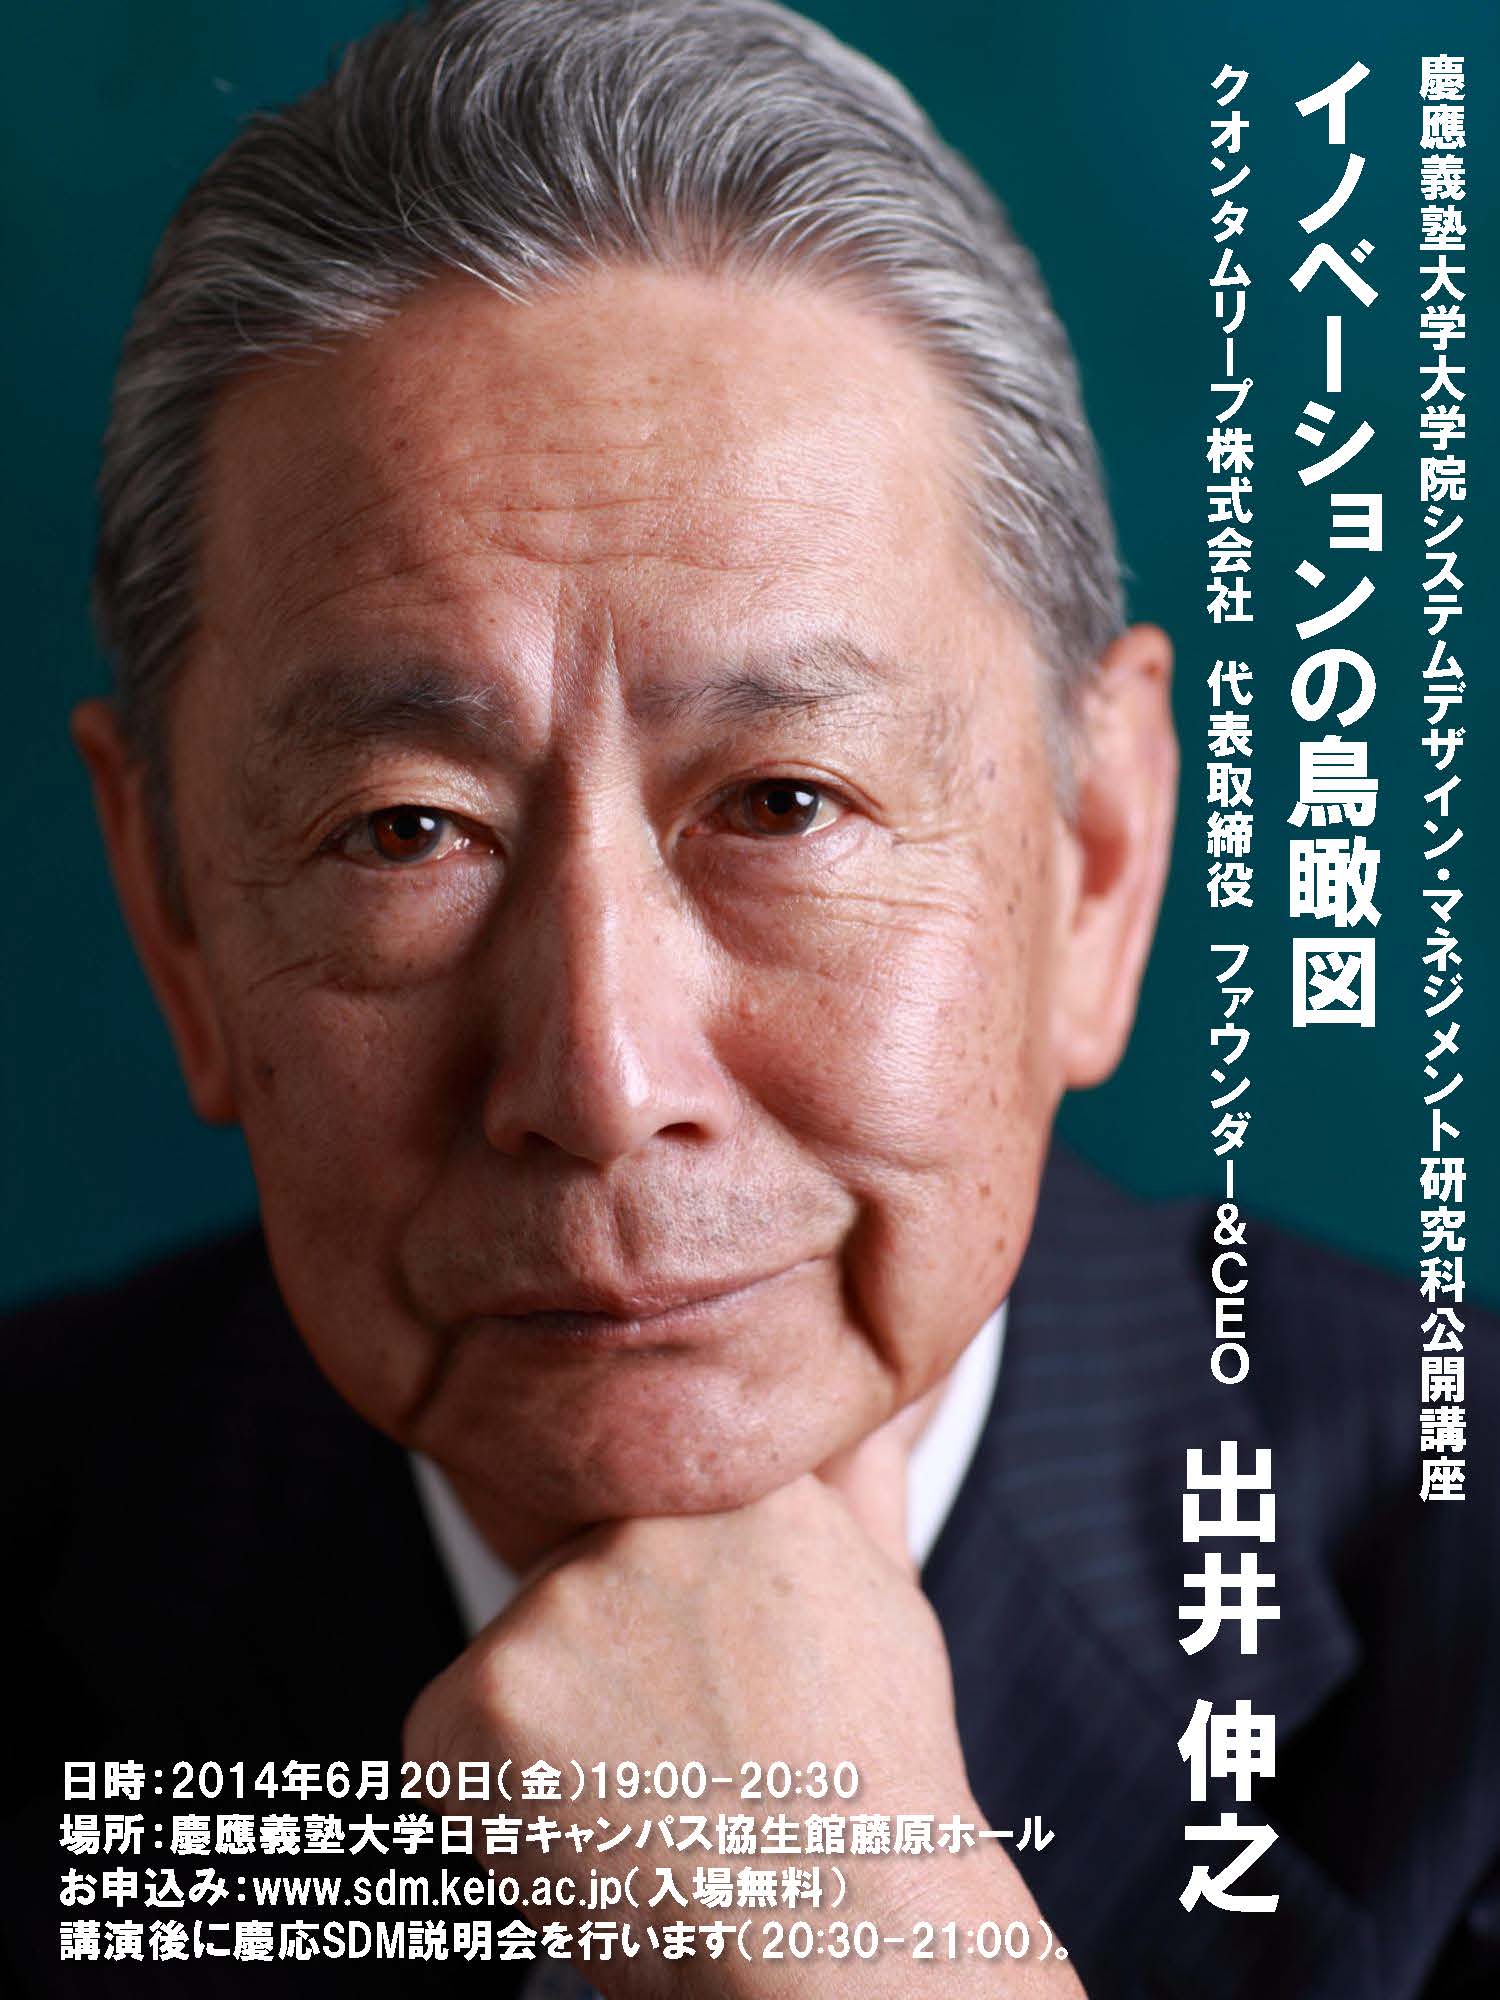 慶應義塾大学大学院システムデザイン・マネジメント研究科公開講座
イノベーションの鳥瞰図
クオンタムリープ株式会社 代表取締役 ファウンダー&CEO 出井 伸之
日時：2014年6月20日（金）19:00-20:30
場所：慶應義塾大学日吉キャンパス協生館藤原ホール
お申込み：www.sdm.keio.ac.jp（入場無料）
講演後に慶応SDM説明会を行います（20:30-21:00）。